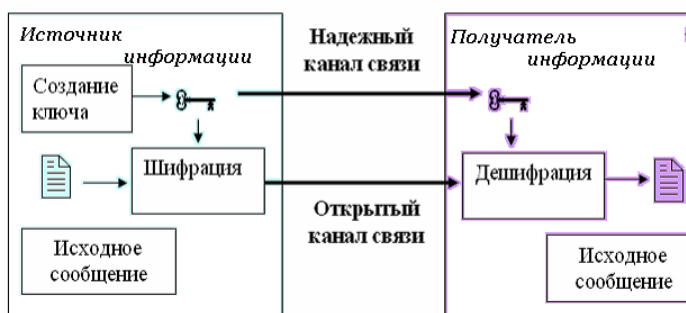 Источник
информации
Надежный
канал связи
Получатель
информации
Создание
ключа
Шифрация
Дешифрация
Открытый
канал связи
Исходное
сообщение
Исходное
сообщение